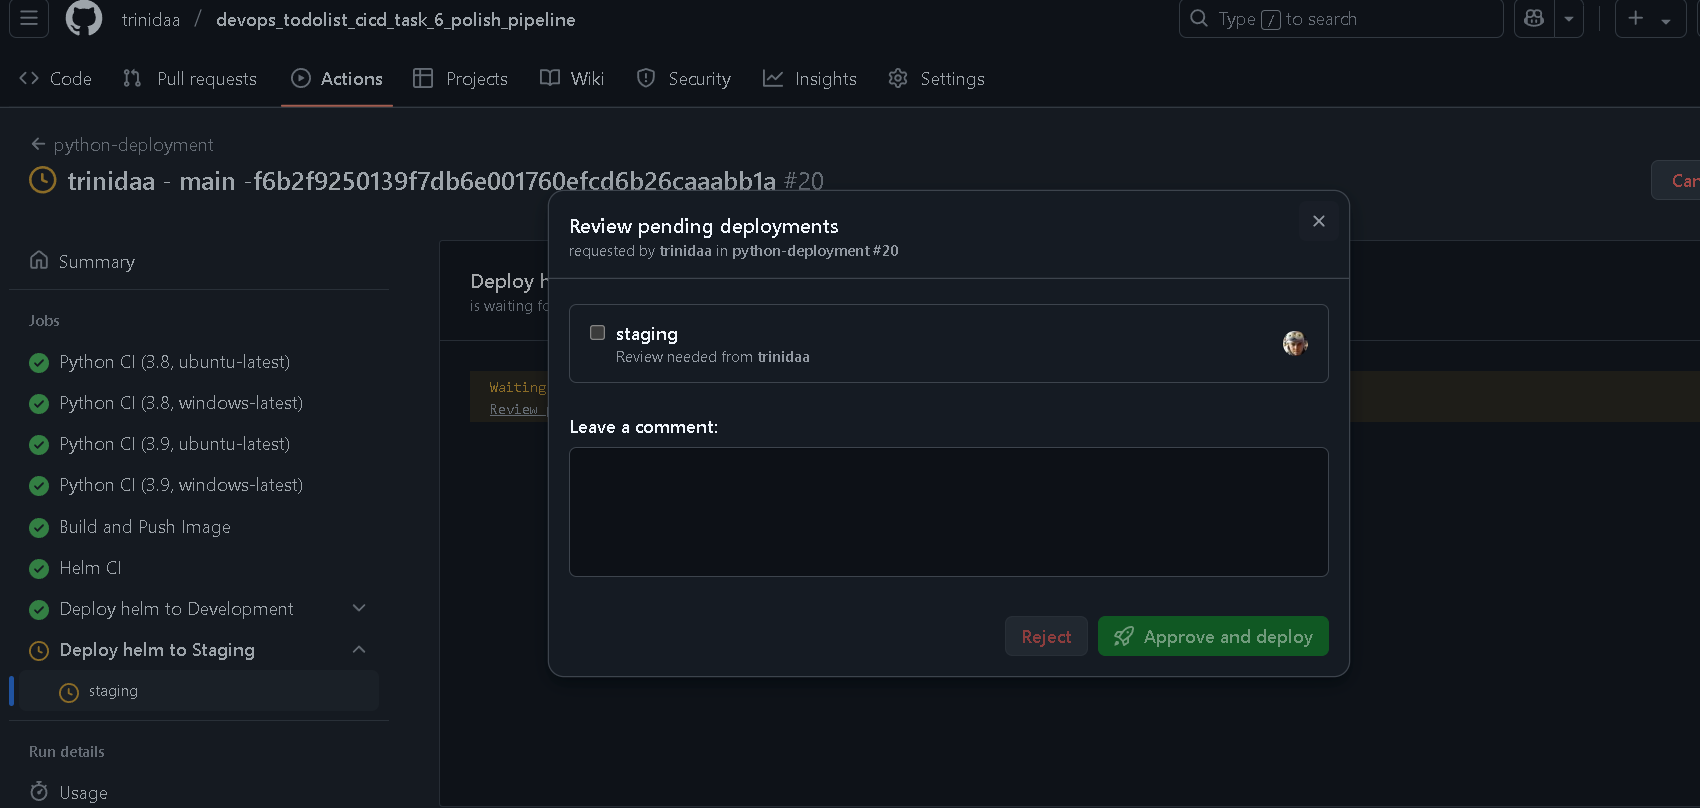 trinidaa / devops_todolist_cicd_task_6_polish_pipeline
Type / to search
Code
Pull requests
Actions
Projects
Wiki
Security
Insights
Settings
python-deployment
trinidaa - main -f6b2f9250139f7db6e001760efcd6b26caaabb1a #20
Can
Summary
Jobs
Python CI (3.8, ubuntu-latest)
Python CI (3.8, windows-latest)
Python CI (3.9, ubuntu-latest)
Python CI (3.9, windows-latest)
Build and Push Image
Helm CI
Deploy helm to Development
Deploy helm to Staging
staging
Run details
Usage
Deploy h
is waiting fo
Waiting
Review
Review pending deployments
requested by trinidaa in python-deployment #20
staging
Review needed from trinidaa
Leave a comment:
Reject
Approve and deploy